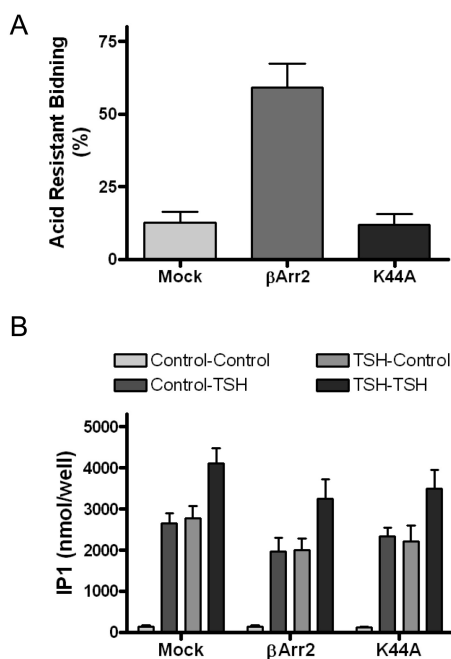 A
Acid Resistant Bidning
(%)
75
50
25
0
Mock
βArr2
K44A
B
Control-Control
TSH-Control
Control-TSH
TSH-TSH
IP1 (nmol/well)
5000
4000
3000
2000
1000
0
Mock
βArr2
K44A